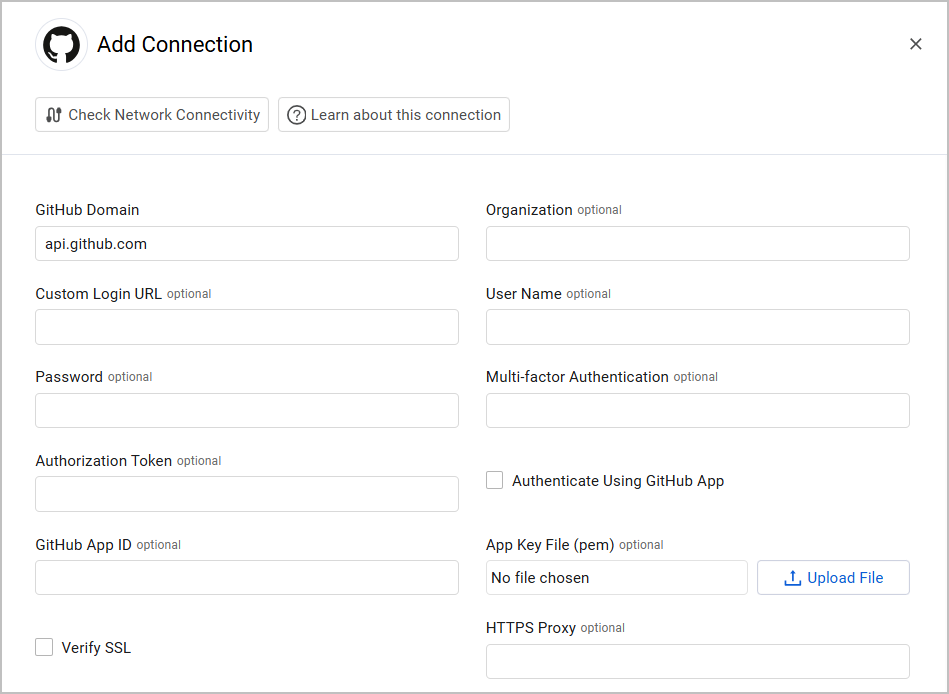 Add Connection
Check Network Connectivity
Learn about this connection
GitHub Domain
Organization optional
api.github.com
Custom Login URL optional
User Name optional
Password optional
Multi-factor Authentication optional
Authorization Token optional
Authenticate Using GitHub App
GitHub App ID optional
App Key File (pem) optional
No file chosen
Upload File
HTTPS Proxy optional
Verify SSL